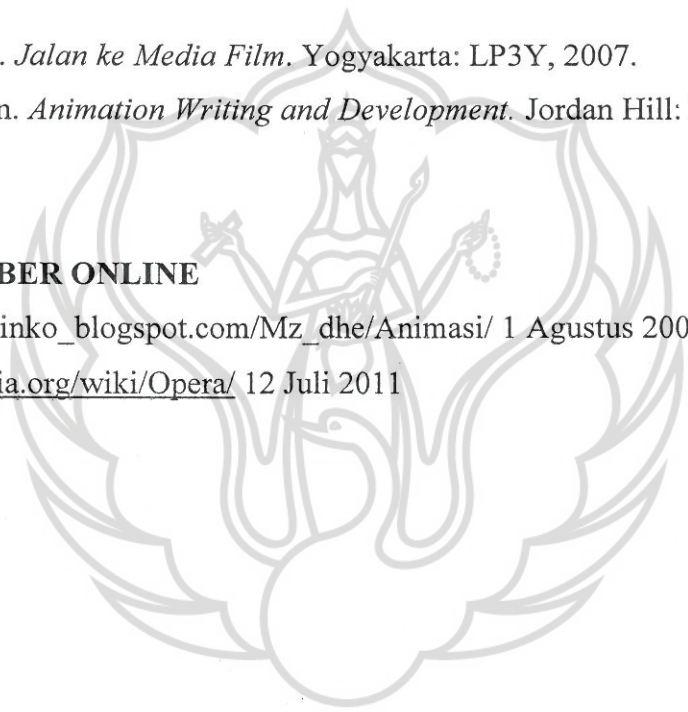 . Jalan ke Media Film. Yogyakarta: LP3Y, 2007.
n. Animation Writing and Development. Jordan Hill:
BER ONLINE
inko_blogspot.com/Mz_dhe/Animasi/ 1 Agustus 200
ia.org/wiki/Opera/ 12 Juli 2011